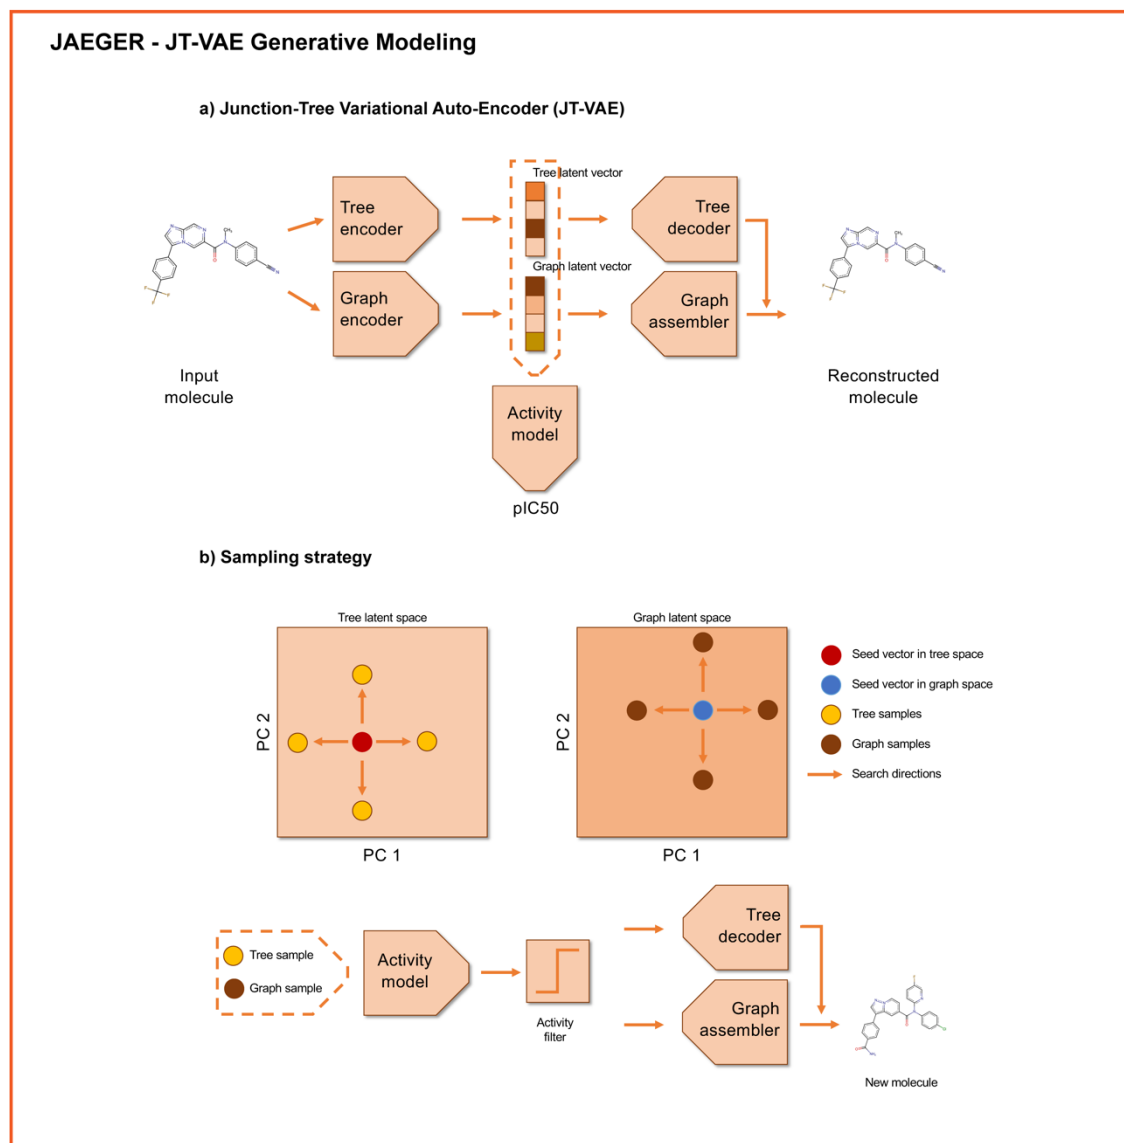 JAEGER - JT-VAE Generative Modeling
a) Junction-Tree Variational Auto-Encoder (JT-VAE)
Tree latent vector
Tree
encoder
Tree
decoder
Graph latent vector
Graph
encoder
Graph
assembler
Input
molecule
Reconstructed
molecule
Activity
model
pIC50
b) Sampling strategy
Tree latent space
Graph latent space
PC 2
PC 1
PC 2
PC 1
Seed vector in tree space
Seed vector in graph space
Tree samples
Graph samples
Search directions
Tree sample
Graph sample
Activity
model
Activity
filter
Tree
decoder
Graph
assembler
New molecule